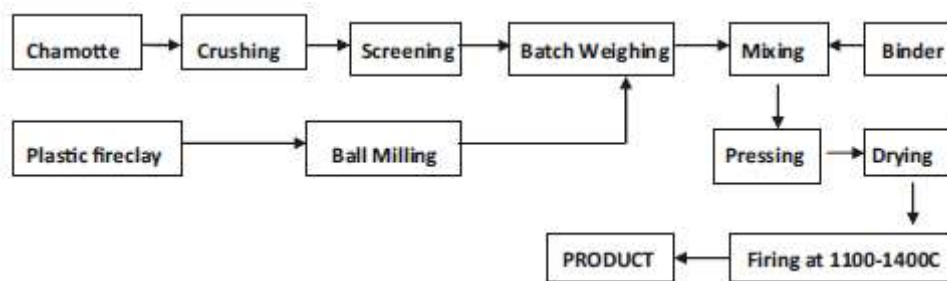 Chamotte
Crushing
Screening
Batch Weighing
Mixing
Binder
Plastic fireclay
Ball Milling
Pressing
Drying
PRODUCT
Firing at 1100-1400C